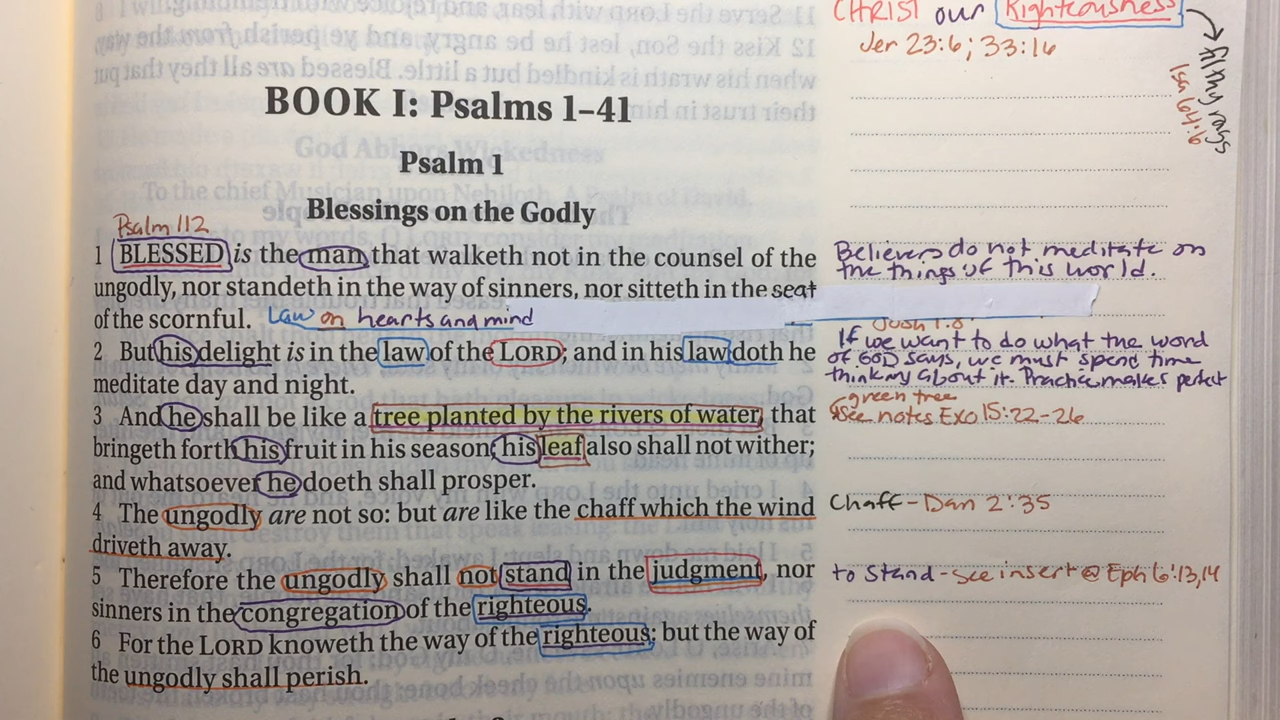 CHRIST our Righteousness
Jer 23:6; 33:16
filthy rags
Isa 64:6
BOOK I: Psalms 1–41
Psalm 1
Blessings on the Godly
Psalm 112
1 BLESSED is the man that walketh not in the counsel of the
ungodly, nor standeth in the way of sinners, nor sitteth in the seat
of the scornful. Law on hearts and mind
2 But his delight is in the law of the LORD; and in his law doth he
meditate day and night.
3 And he shall be like a tree planted by the rivers of water, that
bringeth forth his fruit in his season; his leaf also shall not wither;
and whatsoever he doeth shall prosper.
4 The ungodly are not so: but are like the chaff which the wind
driveth away.
5 Therefore the ungodly shall not stand in the judgment, nor
sinners in the congregation of the righteous.
6 For the LORD knoweth the way of the righteous: but the way of
the ungodly shall perish.
Believers do not meditate on
the things of this world.
Josh 1:8
If we want to do what the word
of GOD says, we must spend time
thinking about it. Practice makes perfect
green tree
See notes Exo 15:22-26
Chaff - Dan 2:35
to Stand - see insert @ Eph 6:13,14